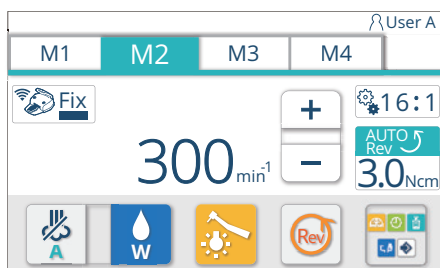 User A
M1 M2 M3 M4
Fix
+
16:1
300 min⁻¹
AUTO
Rev
−
3.0Ncm
A
W
Rev